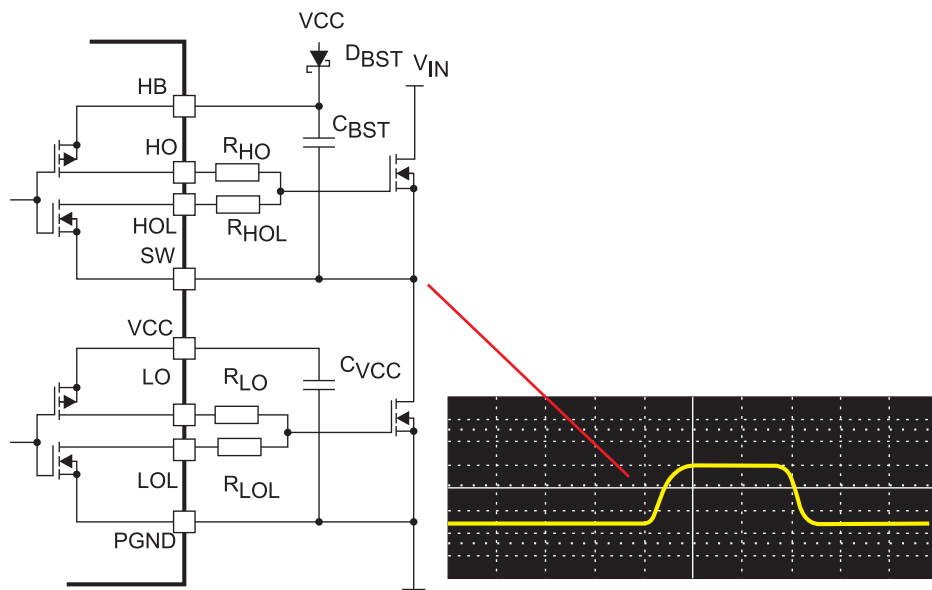 VCC
DBST
VIN
HB
CBST
HO
RHO
HOL
RHOL
SW
VCC
CVCC
LO
RLO
LOL
RLOL
PGND